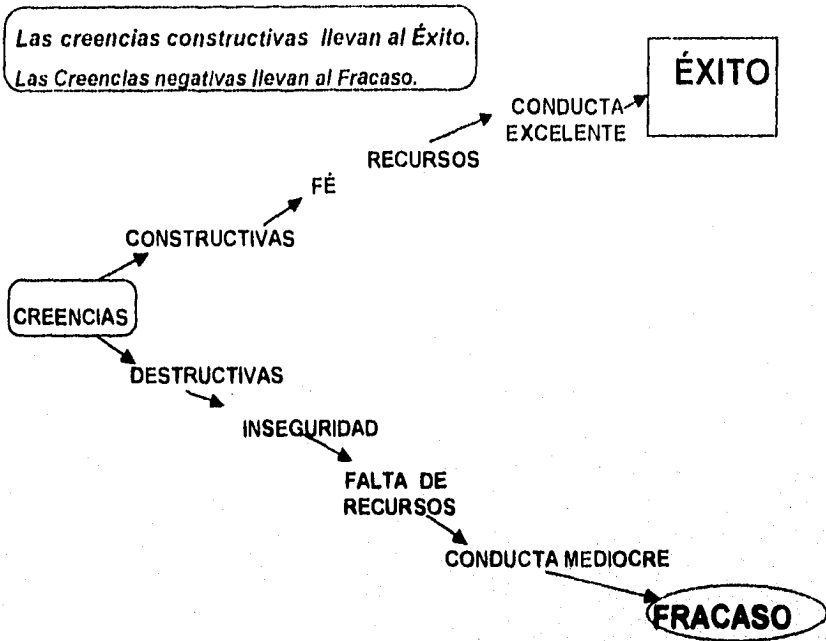 Las creencias constructivas llevan al Éxito.
Las Creencias negativas llevan al Fracaso.
ÉXITO
CONDUCTA
EXCELENTE
RECURSOS
FÉ
CONSTRUCTIVAS
CREENCIAS
DESTRUCTIVAS
INSEGURIDAD
FALTA DE
RECURSOS
CONDUCTA MEDIOCRE
FRACASO